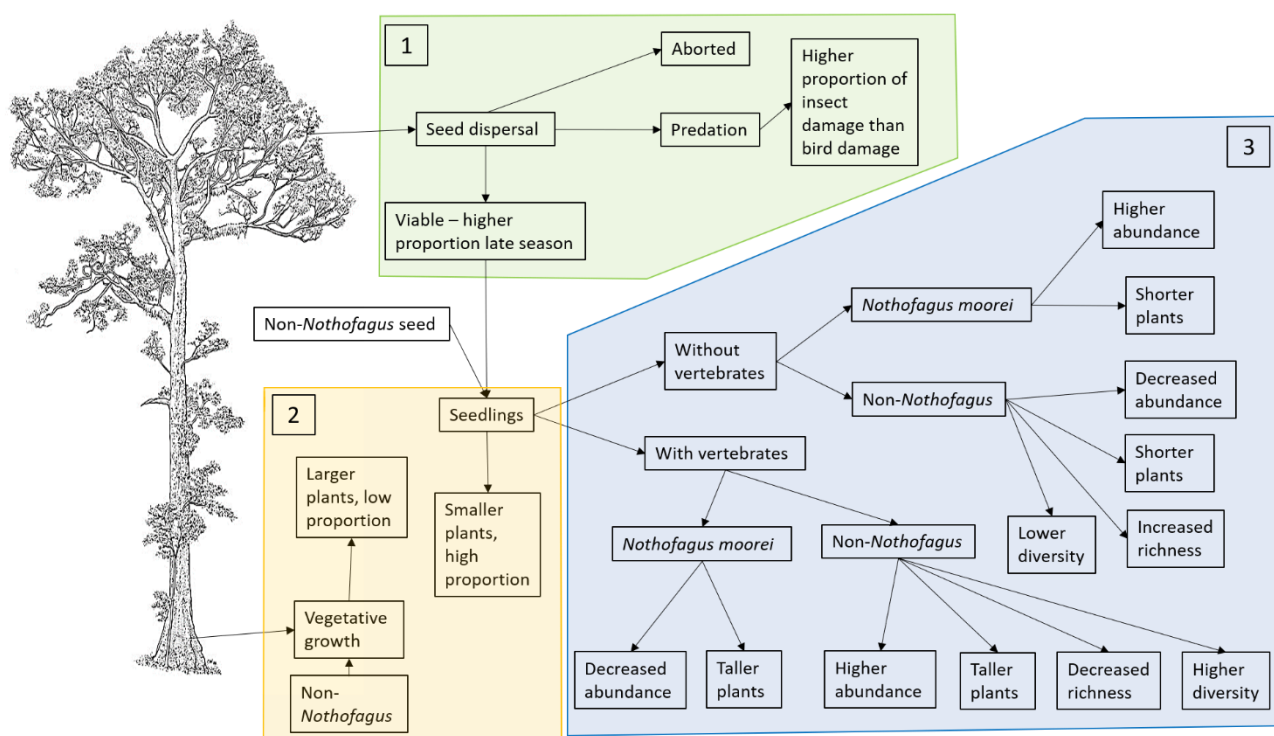 1
Aborted
Higher
proportion of
insect
damage than
bird damage
Seed dispersal
Predation
Viable – higher
proportion late season
3
Higher
abundance
Nothofagus moorei
Shorter
plants
Non-Nothofagus seed
Without
vertebrates
Non-Nothofagus
Decreased
abundance
Shorter
plants
Increased
richness
Lower
diversity
2
Seedlings
Larger
plants, low
proportion
Smaller
plants,
high
proportion
Vegetative
growth
Non-
Nothofagus
With vertebrates
Nothofagus moorei
Non-Nothofagus
Decreased
abundance
Taller
plants
Higher
abundance
Taller
plants
Decreased
richness
Higher
diversity